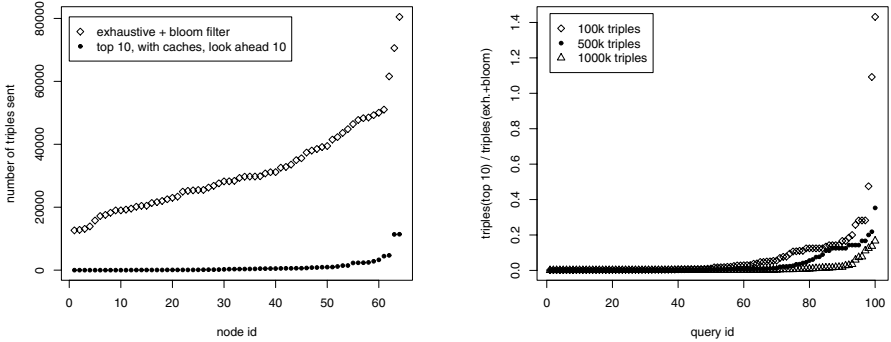 number of triples sent
80000
60000
40000
20000
0
exhaustive + bloom filter
top 10, with caches, look ahead 10
0 10 20 30 40 50 60
node id
triples(top 10) / triples(exh.+bloom)
1.4
1.2
1.0
0.8
0.6
0.4
0.2
0.0
100k triples
500k triples
1000k triples
0 20 40 60 80 100
query id